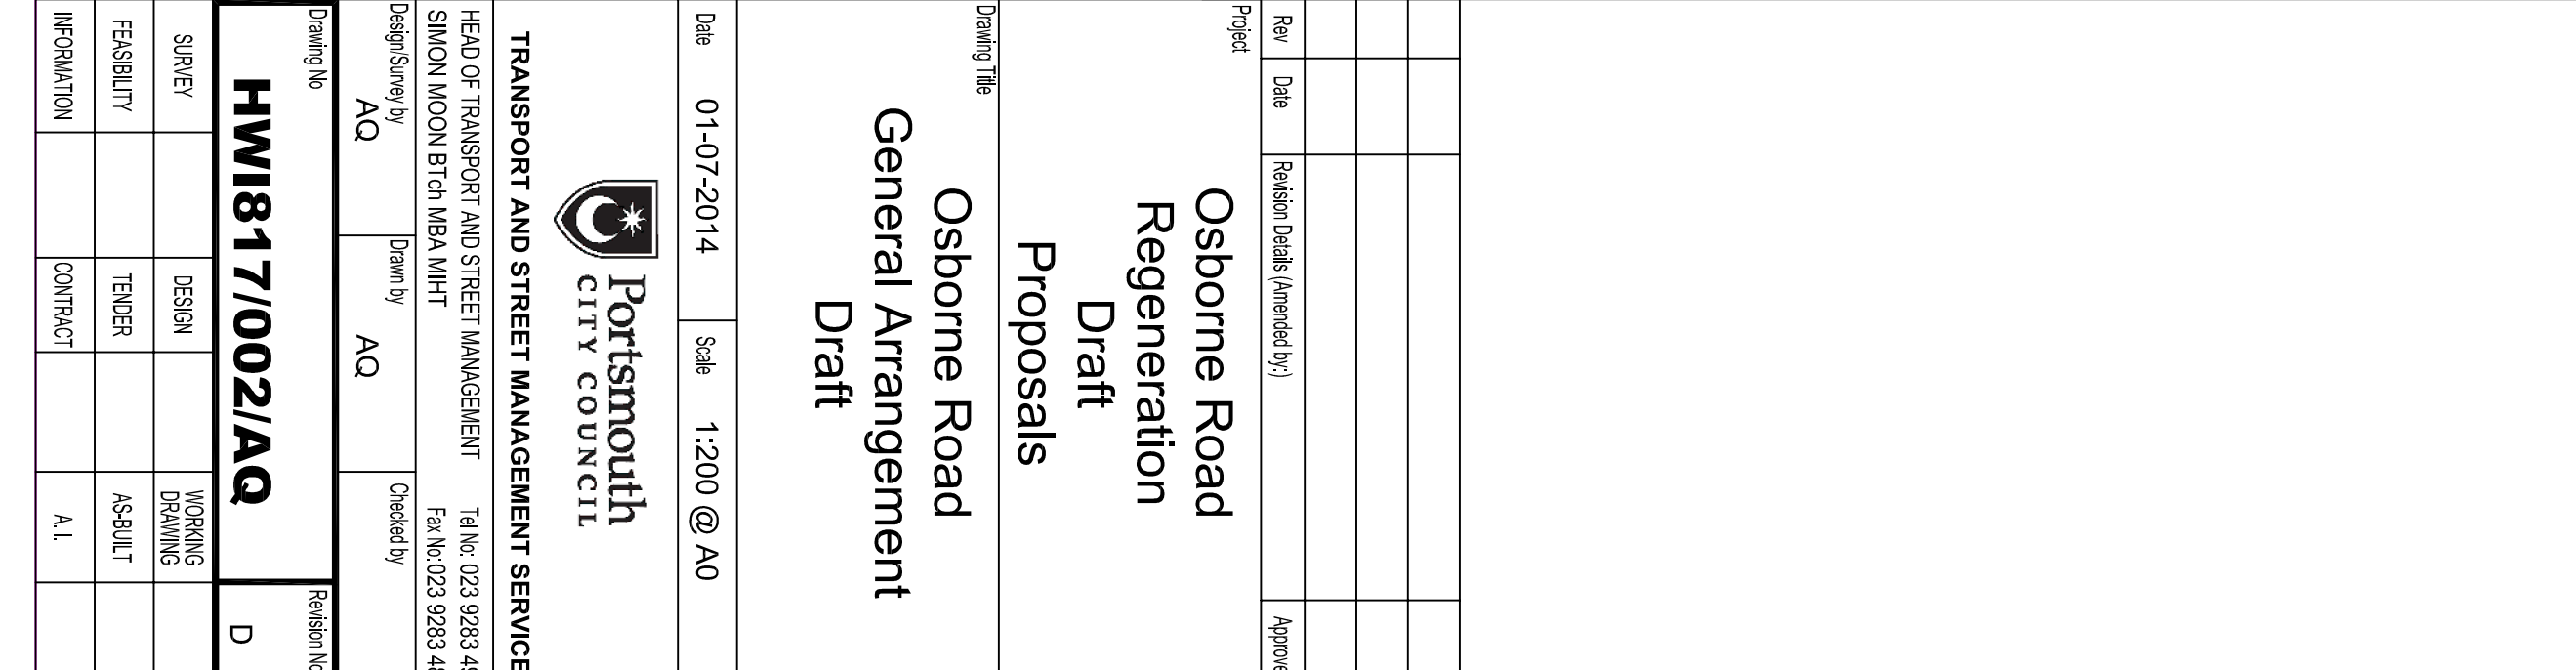 Rev Date Revision Details (Amended by:) Approve
Project
Osborne Road
Regeneration
Draft
Proposals
Drawing Title
Osborne Road
General Arrangement
Draft
Date 01-07-2014 Scale 1:200 @ A0
Portsmouth
CITY COUNCIL
TRANSPORT AND STREET MANAGEMENT SERVICE
HEAD OF TRANSPORT AND STREET MANAGEMENT Tel No: 023 9283
SIMON MOON BTch MBA MIHT Fax No:023 9283
Design/Survey by Drawn by Checked by
AQ AQ
Drawing No Revision No
HWI817/002/AQ D
SURVEY DESIGN WORKING
DRAWING
FEASIBILITY TENDER AS-BUILT
INFORMATION CONTRACT A.I.